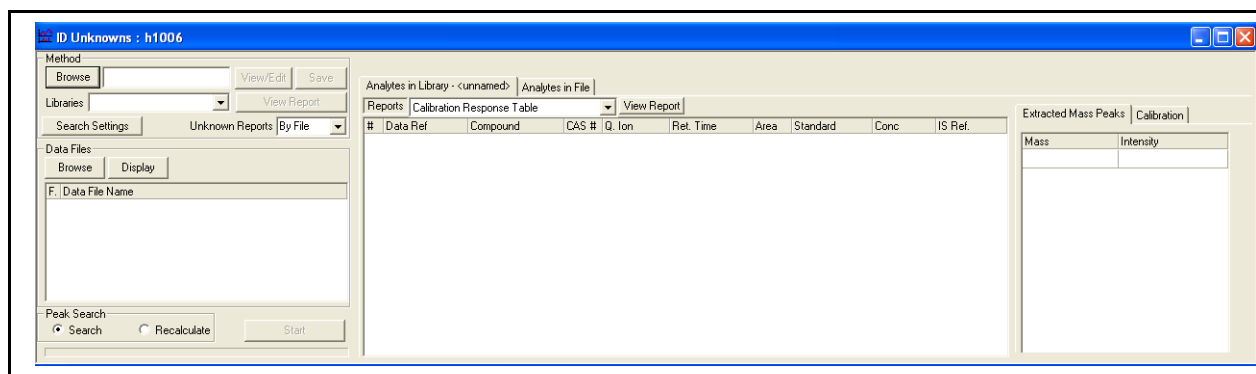 ID Unknowns : h1006
Method
Browse View/Edit Save
Libraries View Report
Search Settings Unknown Reports By File
Data Files
Browse Display
F. Data File Name
Peak Search
Search Recalculate Start
Analytes in Library - <unnamed> Analytes in File
Reports Calibration Response Table View Report
# Data Ref Compound CAS # Q. Ion Ret. Time Area Standard Conc IS Ref.
Extracted Mass Peaks Calibration
Mass Intensity